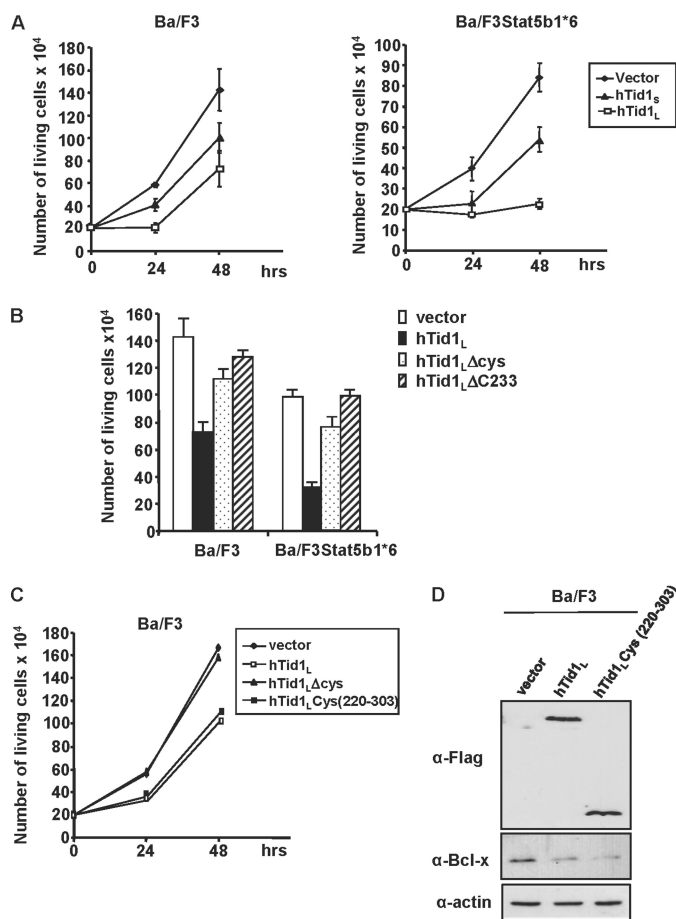 A
Ba/F3
Number of living cells x 10⁴
160
140
120
100
80
60
40
20
0
0 24 48 hrs
Ba/F3Stat5b1*6
Number of living cells x 10⁴
100
90
80
70
60
50
40
30
20
10
0
0 24 48 hrs
Vector
hTid1S
hTid1L
B
Number of living cells x10⁴
160
140
120
100
80
60
40
20
0
Ba/F3 Ba/F3Stat5b1*6
vector
hTid1L
hTid1LΔcys
hTid1LΔC233
C
Ba/F3
Number of living cells x 10⁴
180
160
140
120
100
80
60
40
20
0
0 24 48 hrs
vector
hTid1L
hTid1LΔcys
hTid1LCys(220-303)
D
Ba/F3
vector
hTid1L
hTid1LCys (220-303)
α-Flag
α-Bcl-x
α-actin